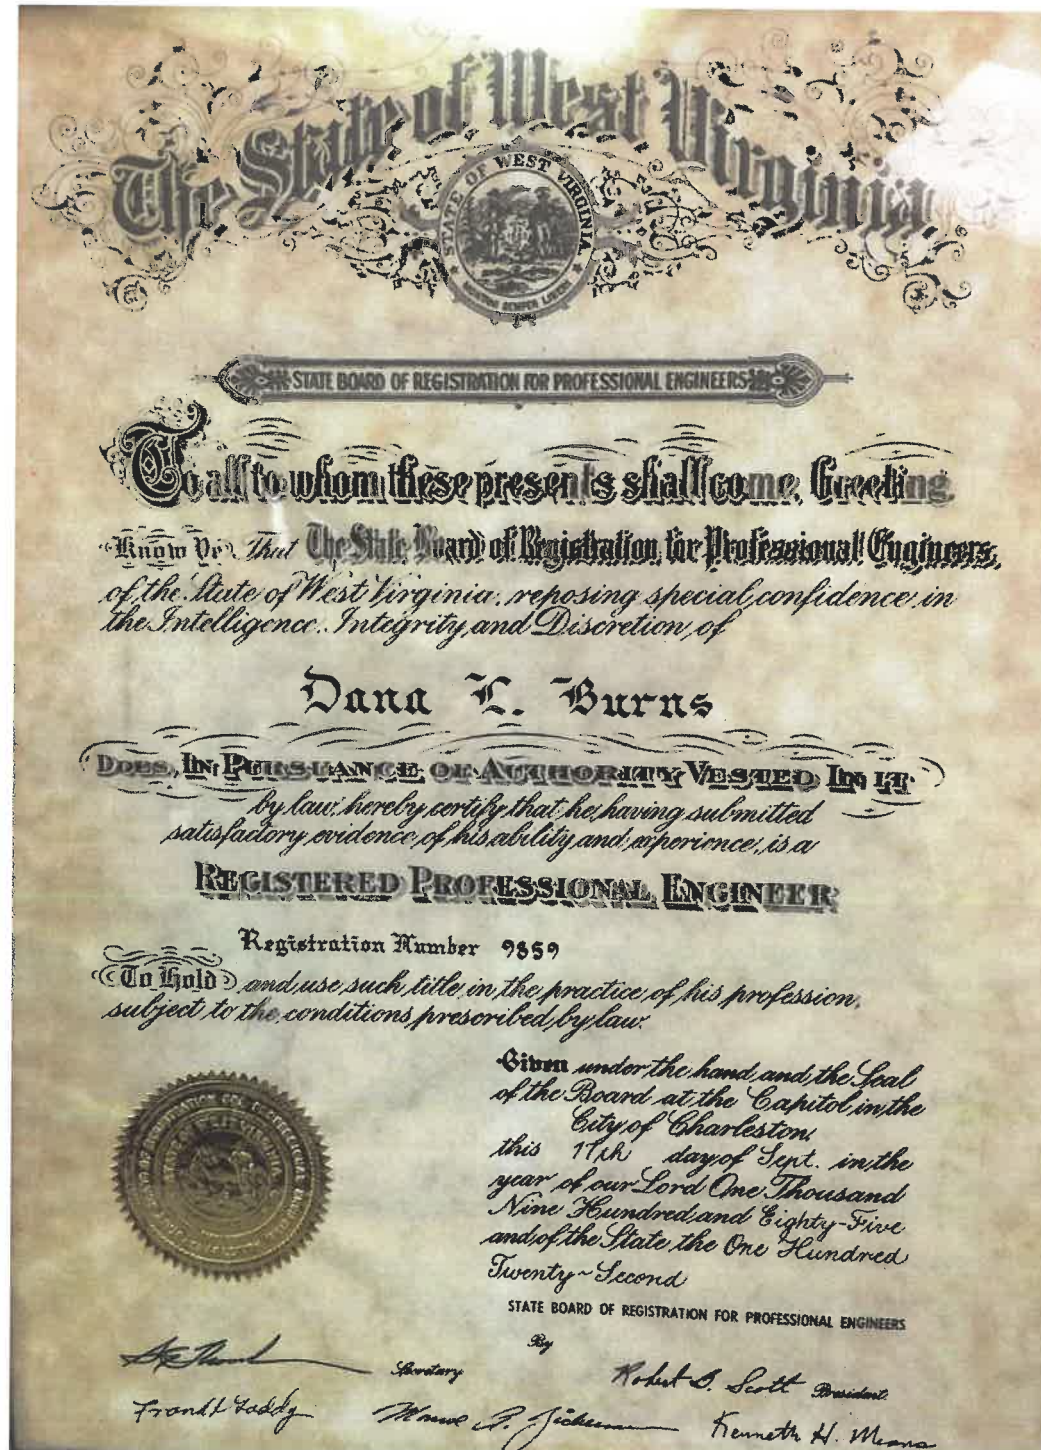 The State of West Virginia
STATE OF WEST VIRGINIA
MONTANI SEMPER LIBERI
STATE BOARD OF REGISTRATION FOR PROFESSIONAL ENGINEERS
To all to whom these presents shall come, Greeting
Know Ye, That The State Board of Registration for Professional Engineers,
of the State of West Virginia, reposing special confidence in
the Intelligence, Integrity, and Discretion, of
Dana L. Burns
DOES, IN PURSUANCE OF AUTHORITY VESTED IN IT
by law, hereby certify that he, having submitted
satisfactory evidence of his ability and experience, is a
REGISTERED PROFESSIONAL ENGINEER
Registration Number 9859
To Hold and use such title in the practice of his profession,
subject to the conditions prescribed by law.
Given under the hand and the Seal
of the Board at the Capitol in the
City of Charleston,
this 17th day of Sept. in the
year of our Lord One Thousand
Nine Hundred and Eighty-Five
and of the State the One Hundred
Twenty-Second
STATE BOARD OF REGISTRATION FOR PROFESSIONAL ENGINEERS
By
Secretary
Robert B. Scott President
Kenneth H. Means